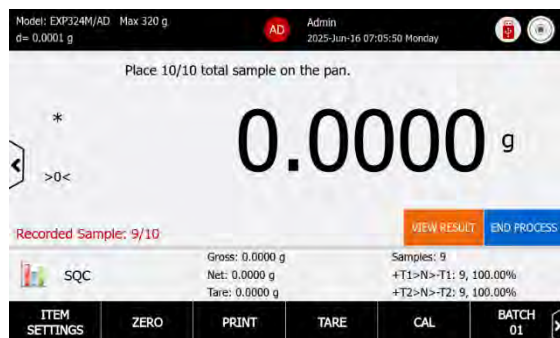 Model: EXP324M/AD Max 320 g
d= 0.0001 g
AD
Admin
2025-Jun-16 07:05:50 Monday
Place 10/10 total sample on the pan.
*
>0<
0.0000 g
Recorded Sample: 9/10
VIEW RESULT
END PROCESS
SQC
Gross: 0.0000 g
Net: 0.0000 g
Tare: 0.0000 g
Samples: 9
+T1>N>-T1: 9, 100.00%
+T2>N>-T2: 9, 100.00%
ITEM
SETTINGS
ZERO
PRINT
TARE
CAL
BATCH
01